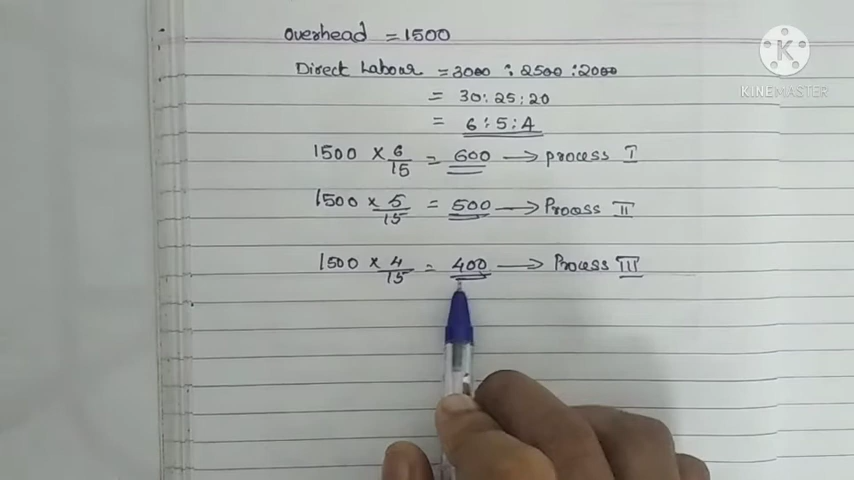 Overhead = 1500
Direct Labour = 3000 : 2500 : 2000
= 30 : 25 : 20
= 6 : 5 : 4
1500 × 6/15 = 600 → process I
1500 × 5/15 = 500 → Process II
1500 × 4/15 = 400 → Process III
K
KINEMASTER